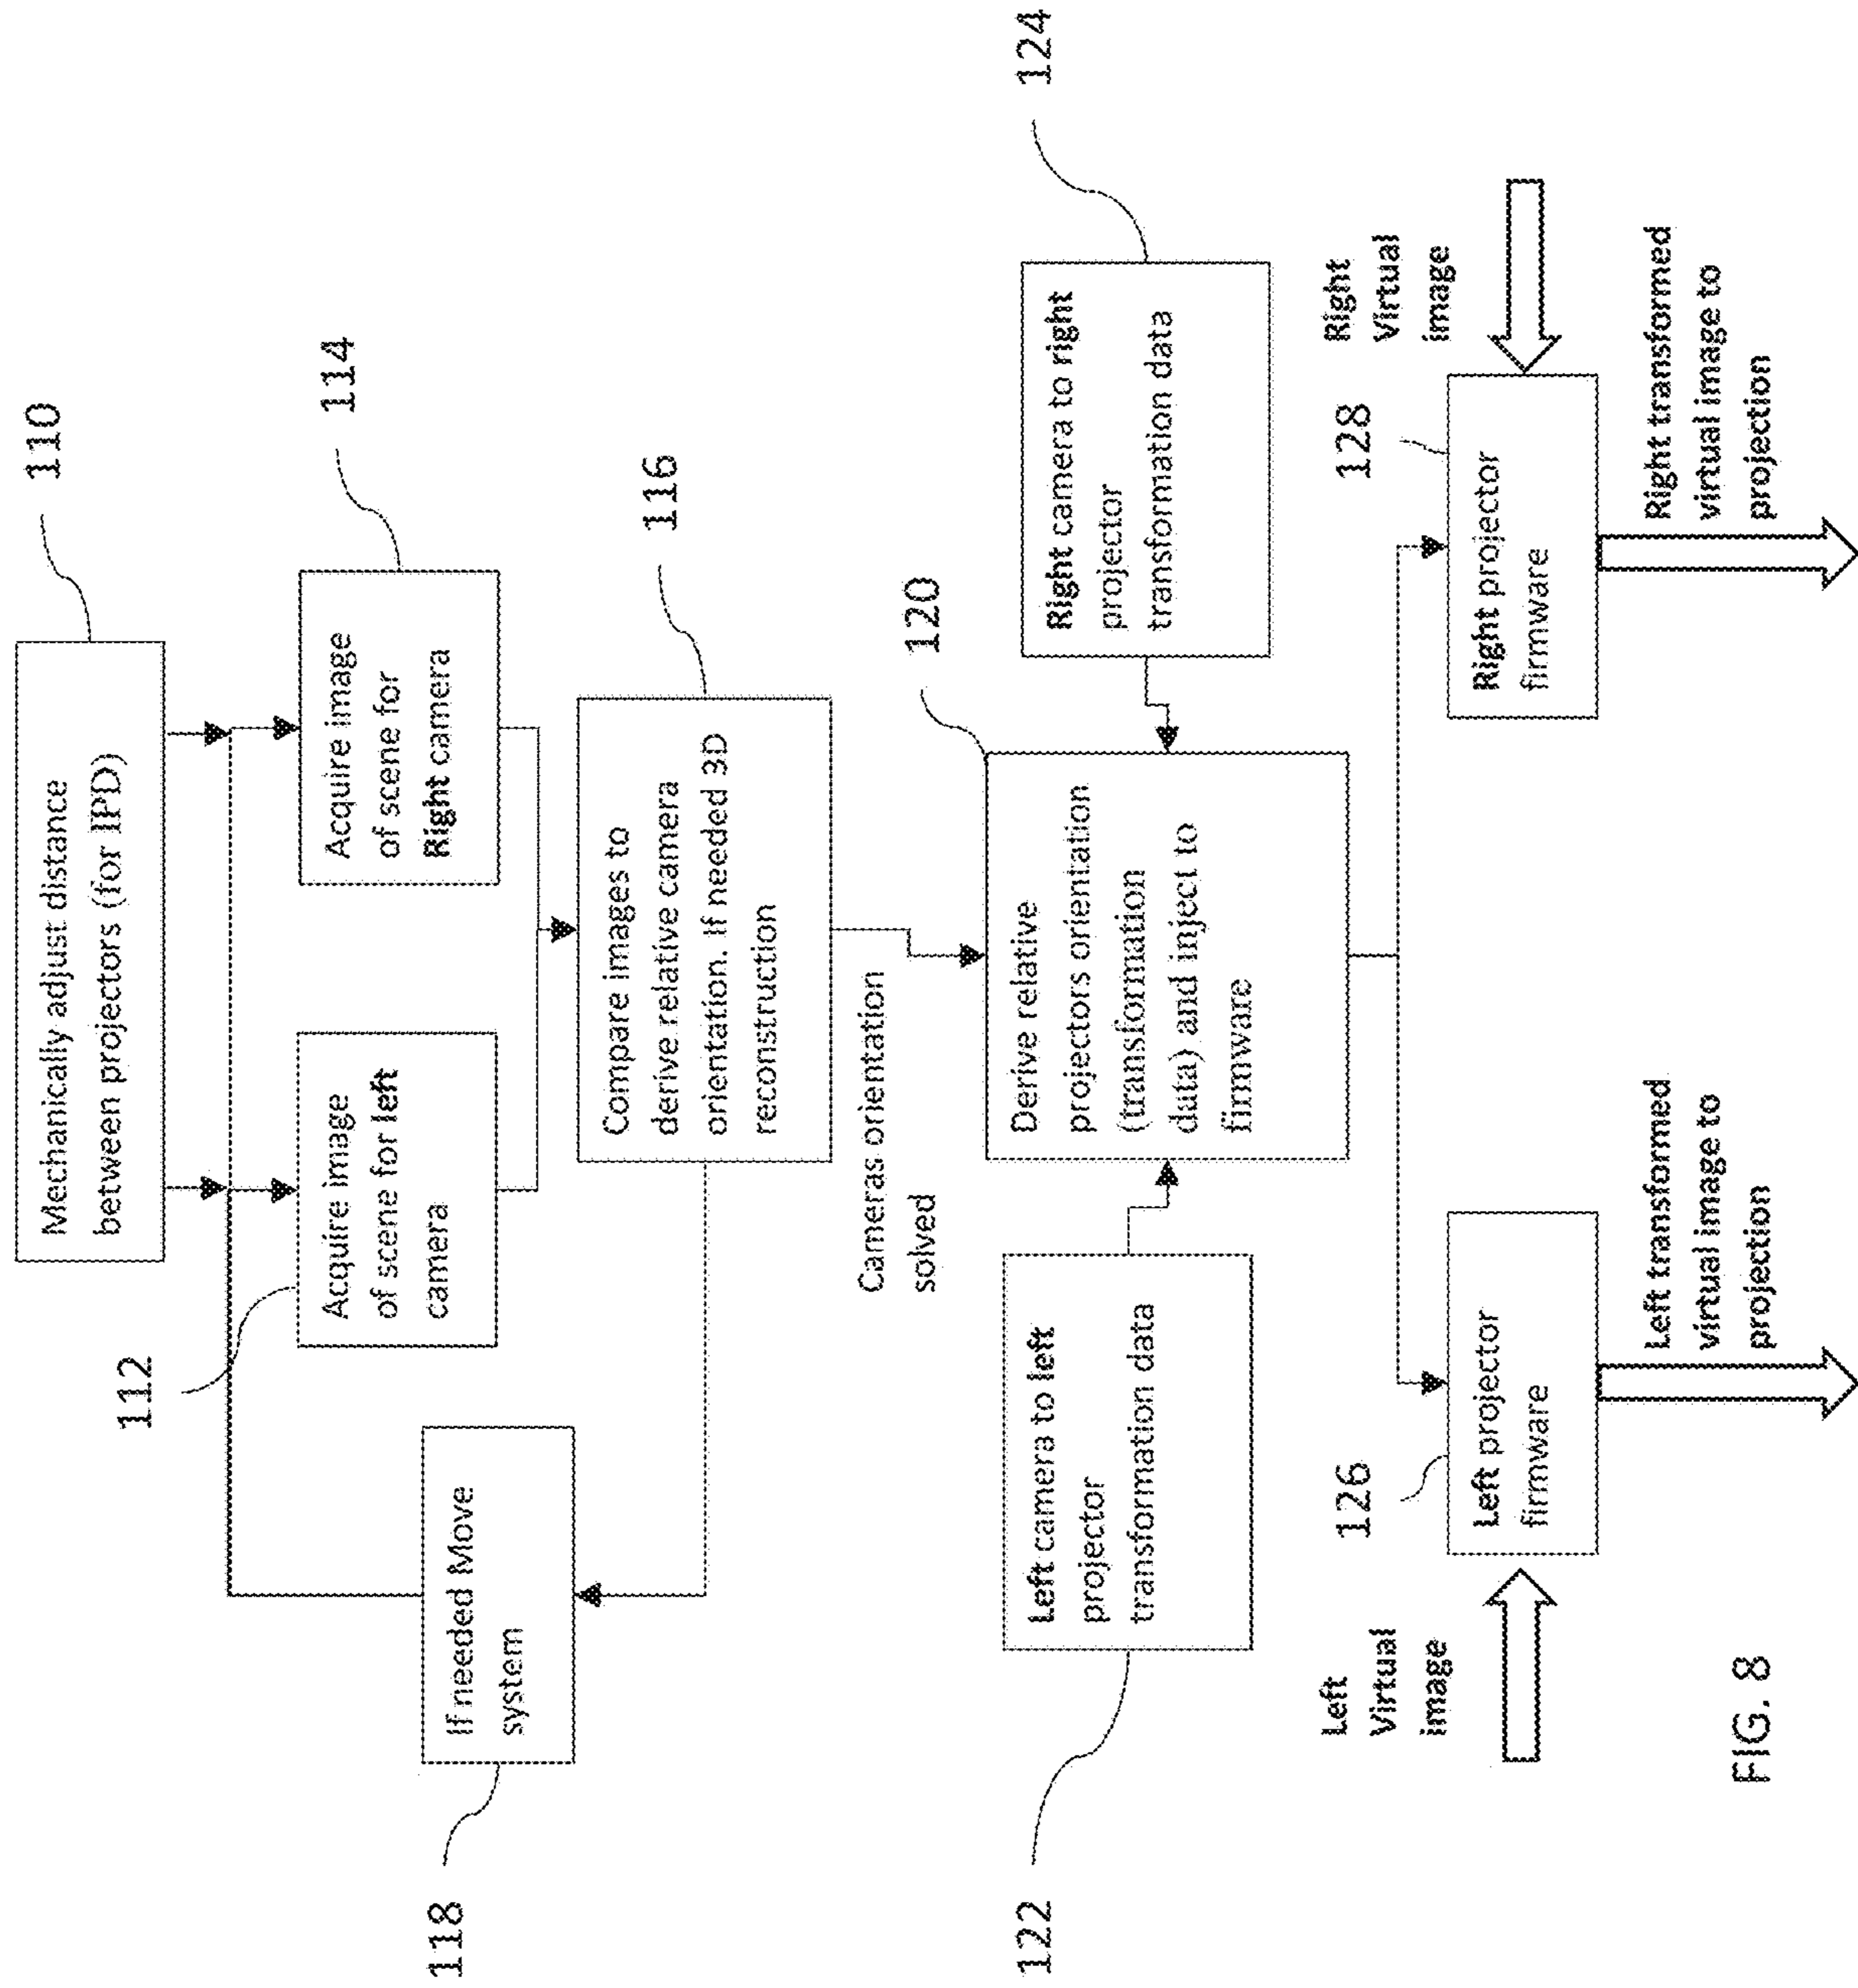 110
Mechanically adjust distance
between projectors (for IPD)
112
Acquire image
of scene for left
camera
114
Acquire image
of scene for
Right camera
118
If needed Move
system
116
Compare images to
derive relative camera
orientation. If needed 3D
reconstruction
Cameras orientation
solved
122
Left camera to left
projector
transformation data
120
Derive relative
projectors orientation
(transformation
data) and inject to
firmware
124
Right camera to right
projector
transformation data
Left
Virtual
image
126
Left projector
firmware
128
Right projector
firmware
Right
Virtual
image
Left transformed
virtual image to
projection
Right transformed
virtual image to
projection
FIG. 8